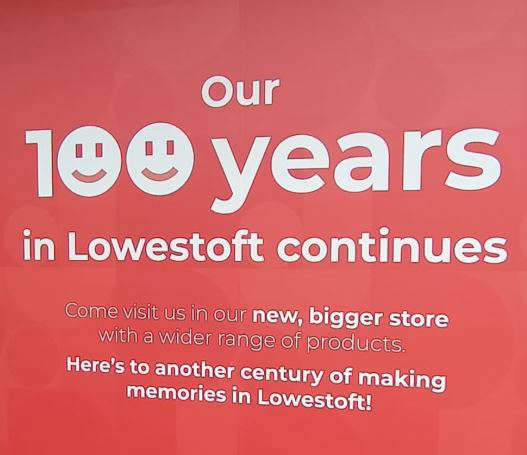 Our
100 years
in Lowestoft continues
Come visit us in our new, bigger store
with a wider range of products.
Here's to another century of making
memories in Lowestoft!